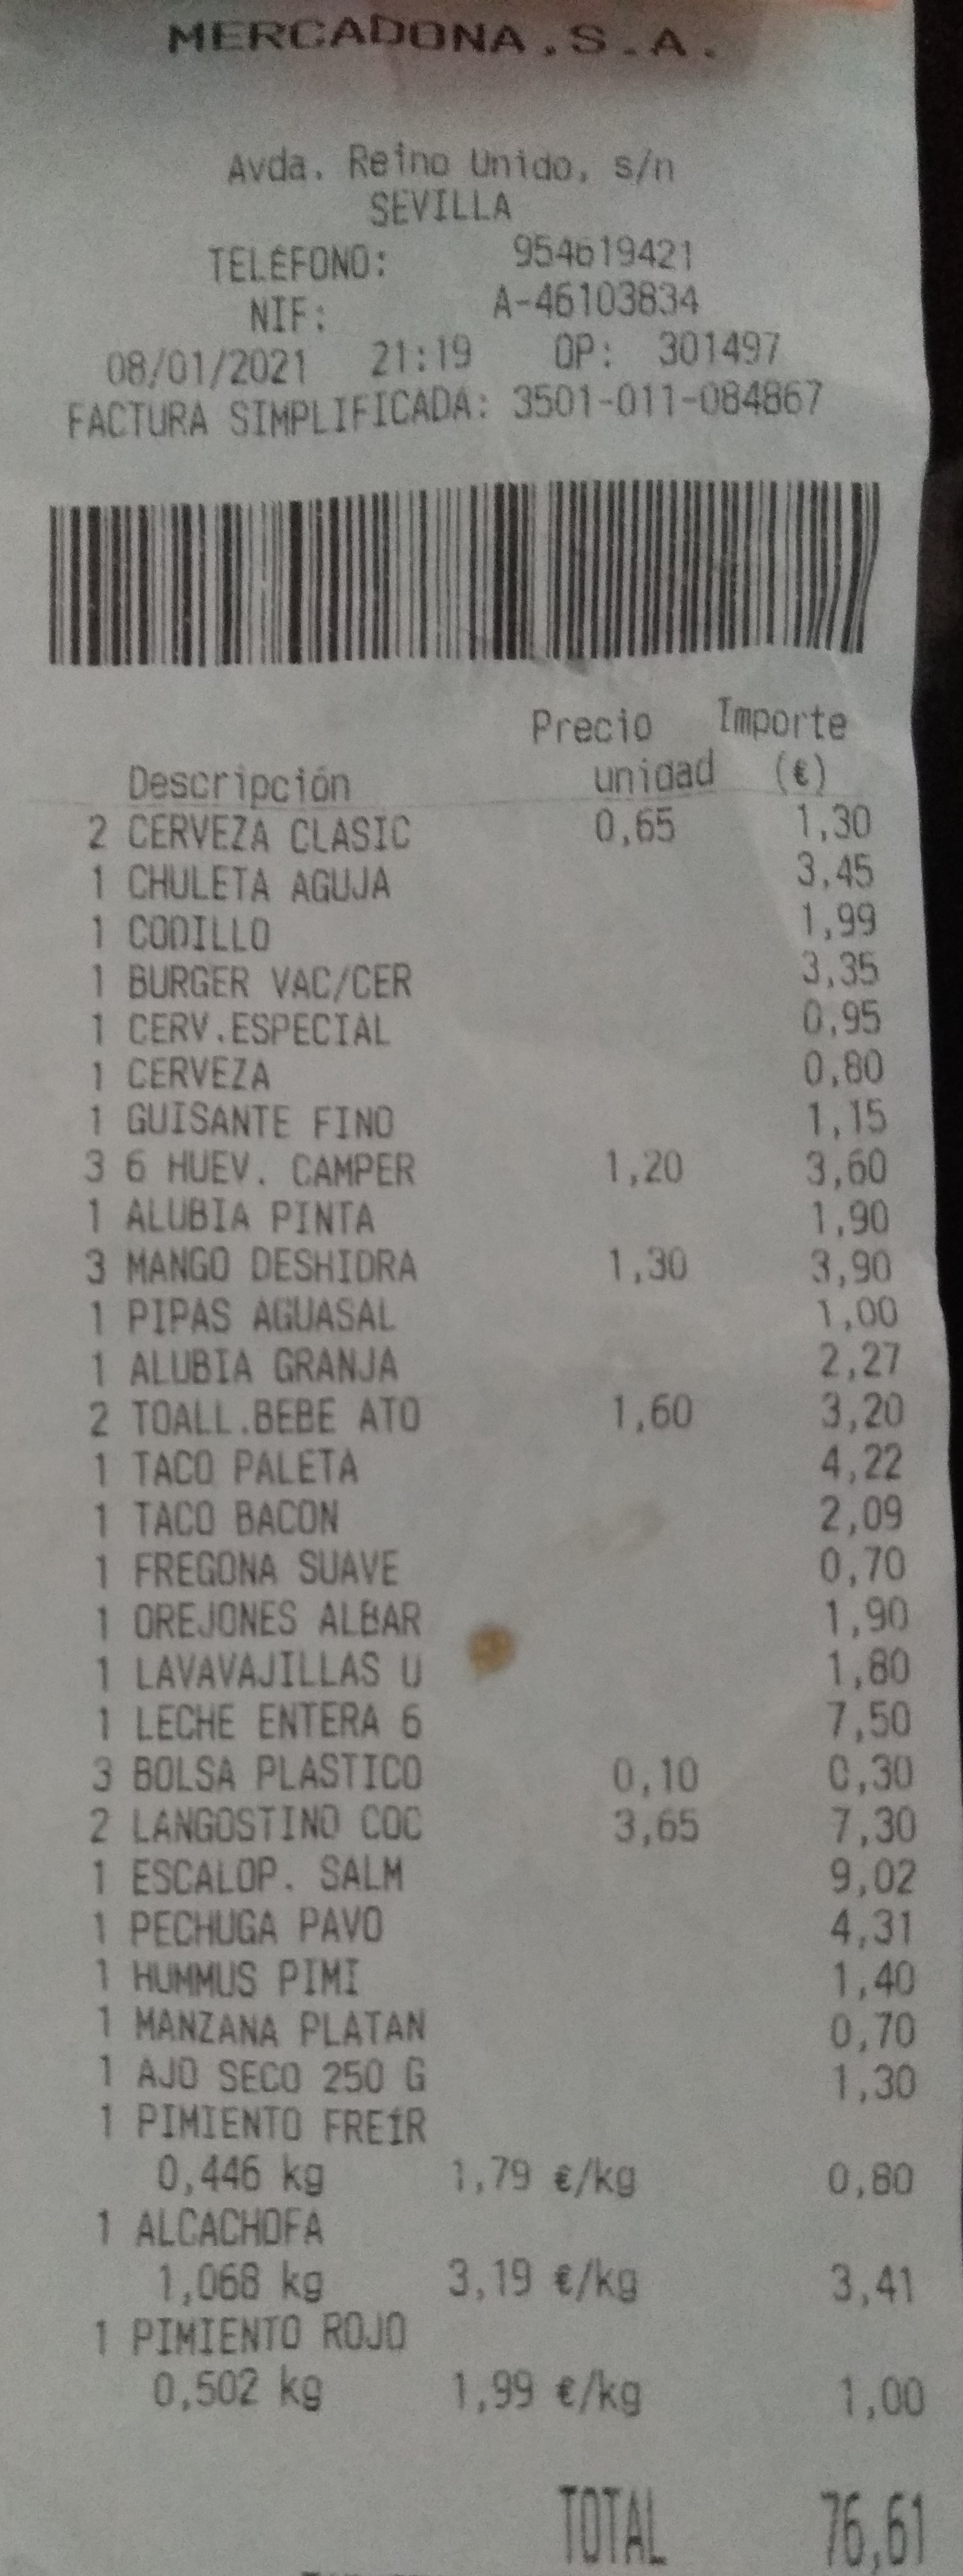 MERCADONA.S.A.
Avda. Reino Unido, s/n
SEVILLA
TELÉFONO: 954619421
NIF: A-46103834
08/01/2021 21:19 OP: 301497
FACTURA SIMPLIFICADA: 3501-011-084867
Precio Importe
Descripción unidad (€)
2 CERVEZA CLASIC 0,65 1,30
1 CHULETA AGUJA 3,45
1 CODILLO 1,99
1 BURGER VAC/CER 3,35
1 CERV.ESPECIAL 0,95
1 CERVEZA 0,80
1 GUISANTE FINO 1,15
3 6 HUEV. CAMPER 1,20 3,60
1 ALUBIA PINTA 1,90
3 MANGO DESHIDRA 1,30 3,90
1 PIPAS AGUASAL 1,00
1 ALUBIA GRANJA 2,27
2 TOALL.BEBE ATO 1,60 3,20
1 TACO PALETA 4,22
1 TACO BACON 2,09
1 FREGONA SUAVE 0,70
1 OREJONES ALBAR 1,90
1 LAVAVAJILLAS U 1,80
1 LECHE ENTERA 6 7,50
3 BOLSA PLASTICO 0,10 0,30
2 LANGOSTINO COC 3,65 7,30
1 ESCALOP. SALM 9,02
1 PECHUGA PAVO 4,31
1 HUMMUS PIMI 1,40
1 MANZANA PLATAN 0,70
1 AJO SECO 250 G 1,30
1 PIMIENTO FREÍR
0,446 kg 1,79 €/kg 0,80
1 ALCACHOFA
1,068 kg 3,19 €/kg 3,41
1 PIMIENTO ROJO
0,502 kg 1,99 €/kg 1,00
TOTAL 76,61